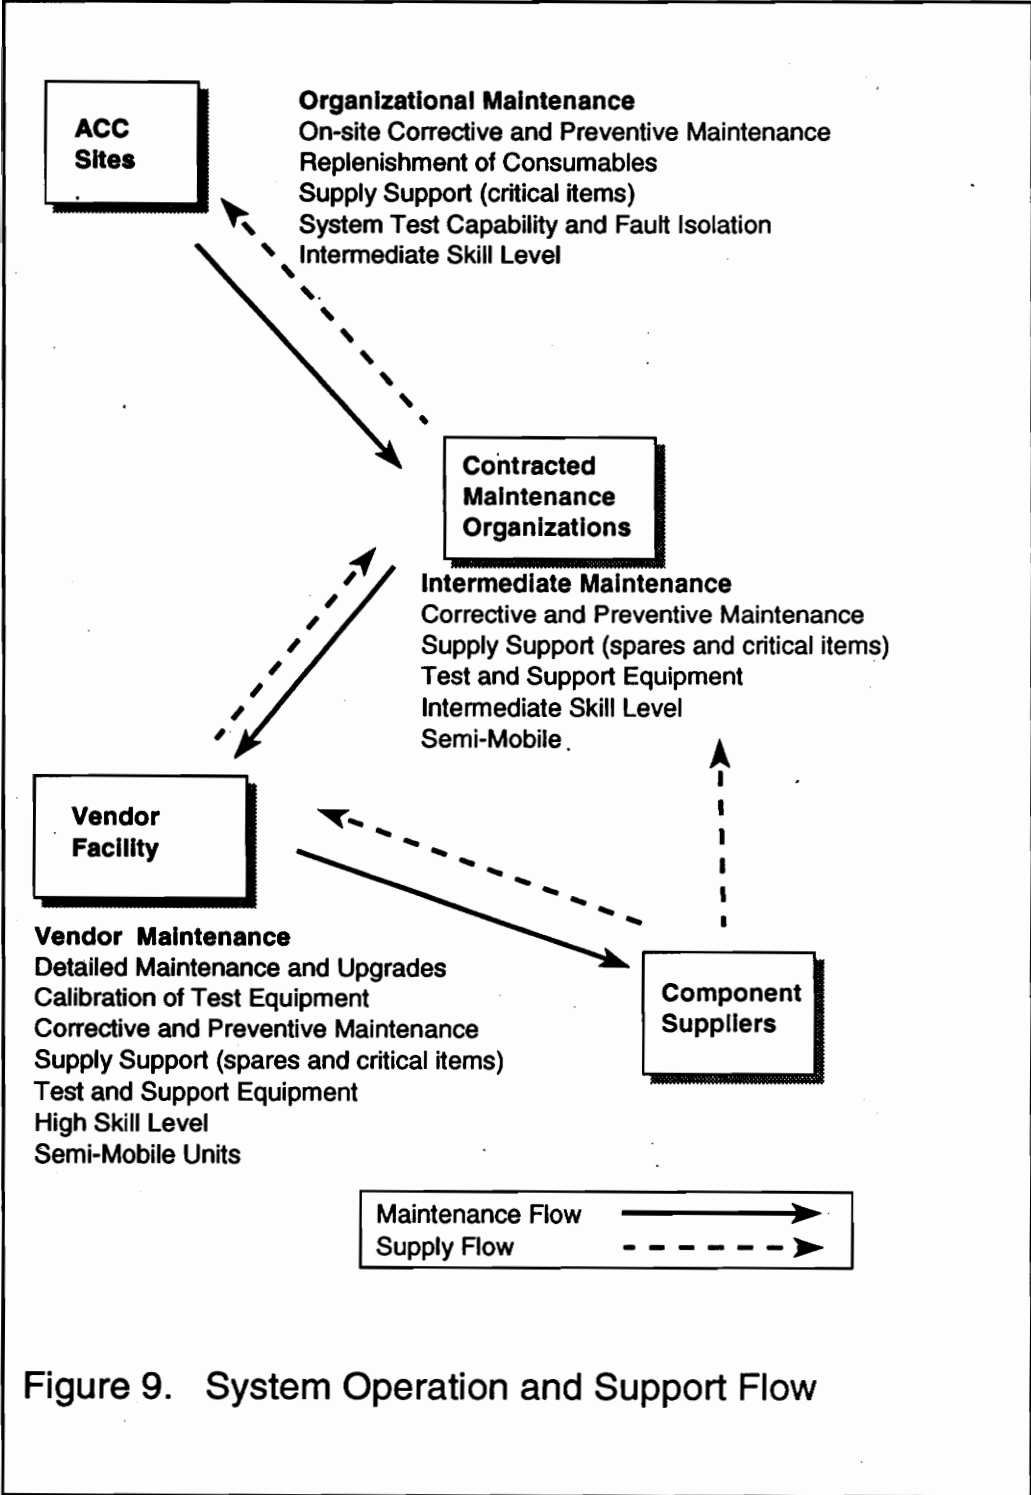 ACC
Sites
Organizational Maintenance
On-site Corrective and Preventive Maintenance
Replenishment of Consumables
Supply Support (critical items)
System Test Capability and Fault Isolation
Intermediate Skill Level
Contracted
Maintenance
Organizations
Intermediate Maintenance
Corrective and Preventive Maintenance
Supply Support (spares and critical items)
Test and Support Equipment
Intermediate Skill Level
Semi-Mobile
Vendor
Facility
Vendor Maintenance
Detailed Maintenance and Upgrades
Calibration of Test Equipment
Corrective and Preventive Maintenance
Supply Support (spares and critical items)
Test and Support Equipment
High Skill Level
Semi-Mobile Units
Component
Suppliers
Maintenance Flow
Supply Flow
Figure 9. System Operation and Support Flow